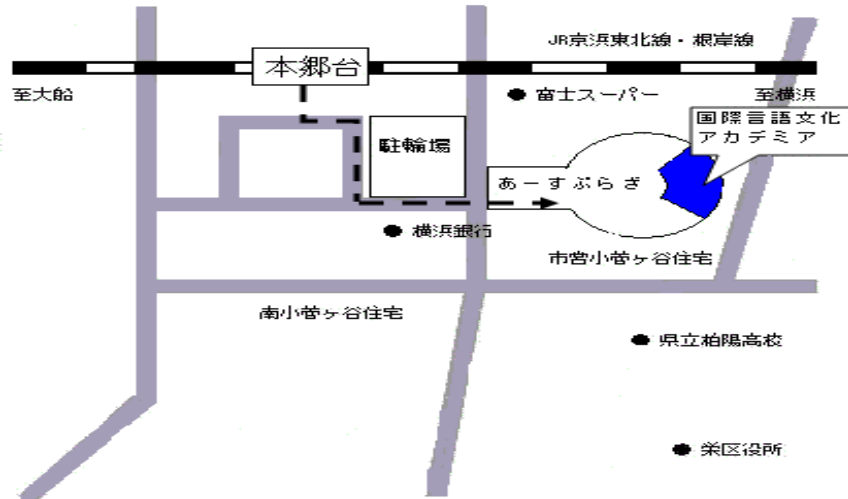 JR京浜東北線・根岸線
本郷台
至大船
富士スーパー
至横浜
国際言語文化
アカデミア
駐輪場
あーすぷらざ
横浜銀行
市営小菅ヶ谷住宅
南小菅ヶ谷住宅
県立柏陽高校
栄区役所